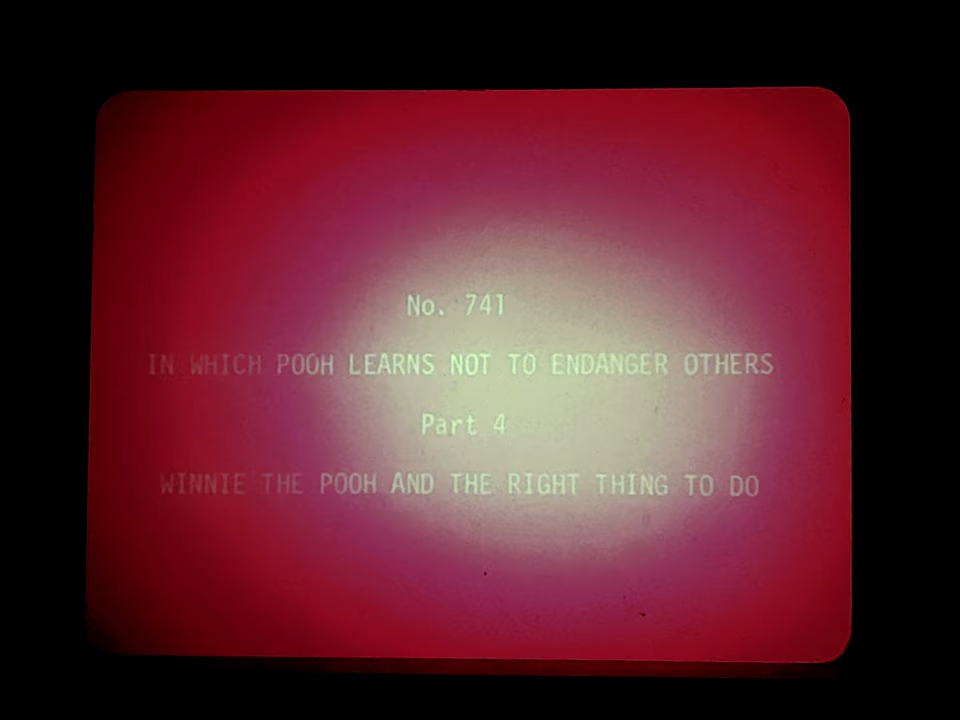 No. 741
IN WHICH POOH LEARNS NOT TO ENDANGER OTHERS
Part 4
WINNIE THE POOH AND THE RIGHT THING TO DO